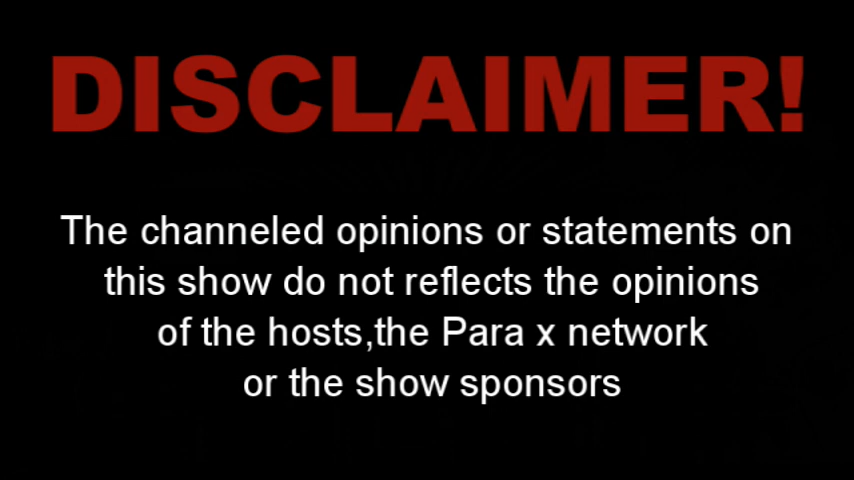 DISCLAIMER!
The channeled opinions or statements on
this show do not reflects the opinions
of the hosts,the Para x network
or the show sponsors